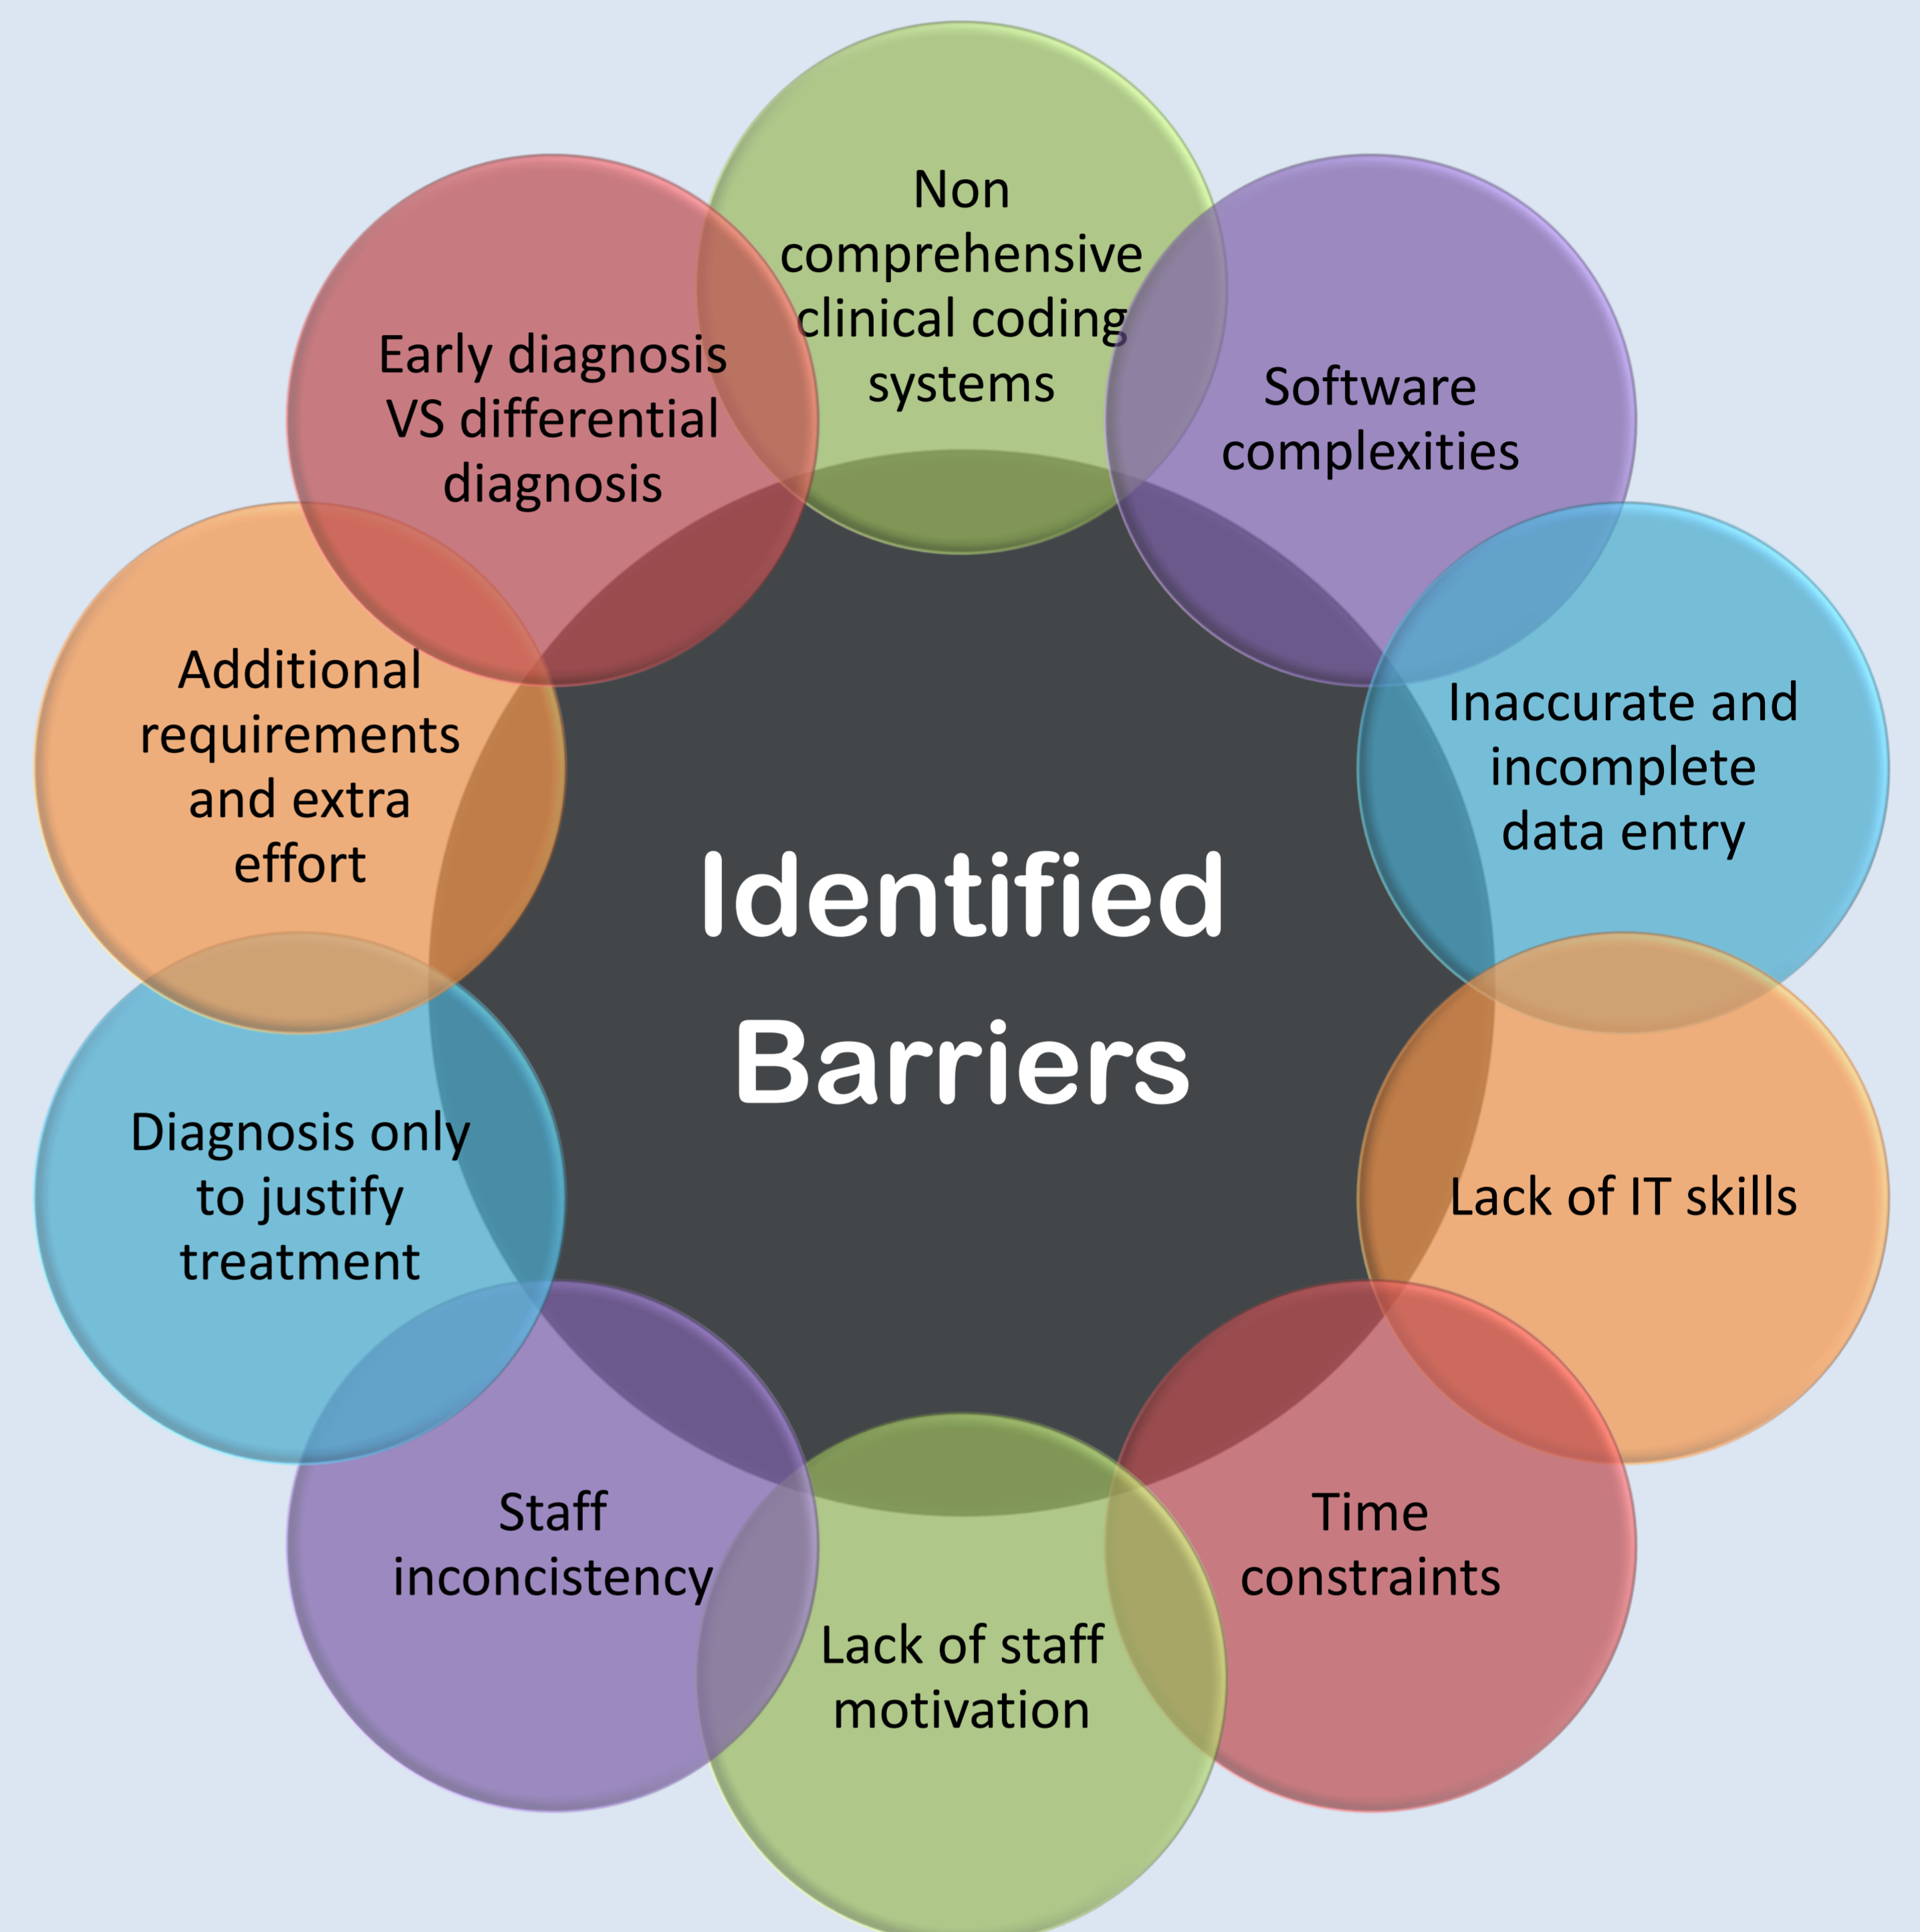 Non
comprehensive
clinical coding
systems
Software
complexities
Inaccurate and
incomplete
data entry
Lack of IT skills
Time
constraints
Lack of staff
motivation
Staff
inconcistency
Diagnosis only
to justify
treatment
Additional
requirements
and extra
effort
Early diagnosis
VS differential
diagnosis
Identified
Barriers